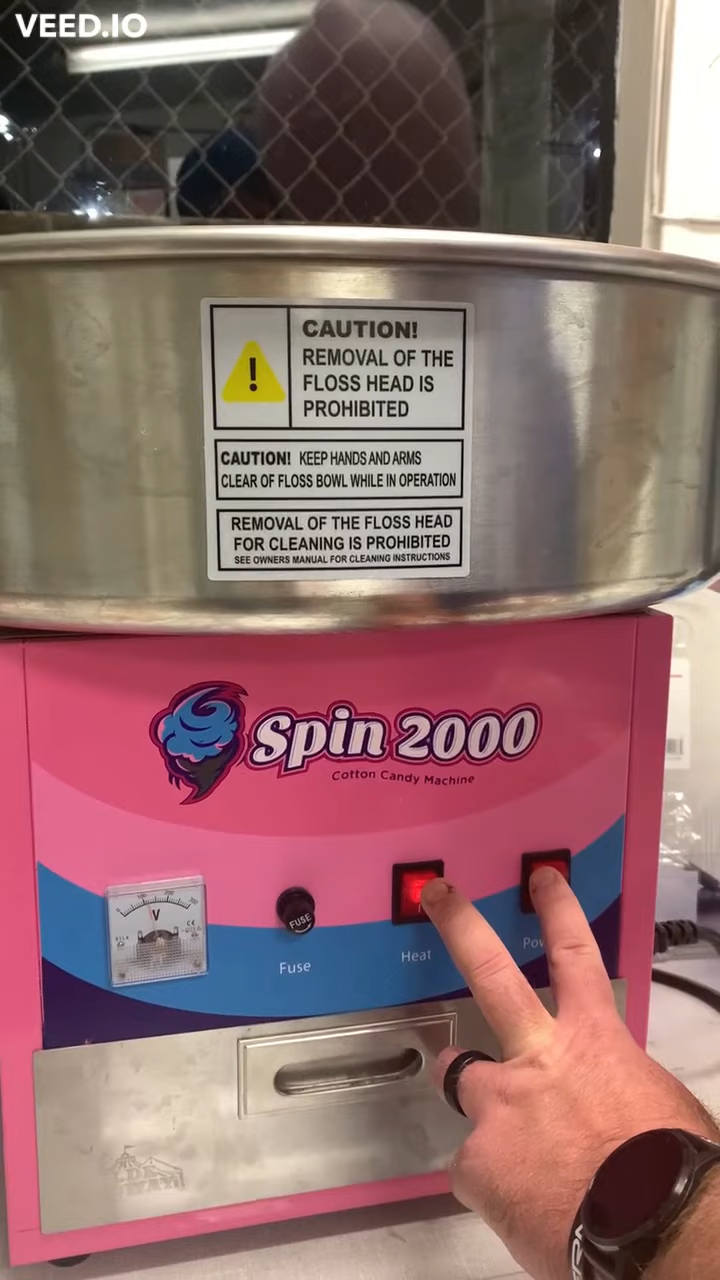 VEED.IO
CAUTION!
REMOVAL OF THE
FLOSS HEAD IS
PROHIBITED
CAUTION! KEEP HANDS AND ARMS
CLEAR OF FLOSS BOWL WHILE IN OPERATION
REMOVAL OF THE FLOSS HEAD
FOR CLEANING IS PROHIBITED
SEE OWNERS MANUAL FOR CLEANING INSTRUCTIONS
Spin 2000
Cotton Candy Machine
V
FUSE
Fuse
Heat
Pow